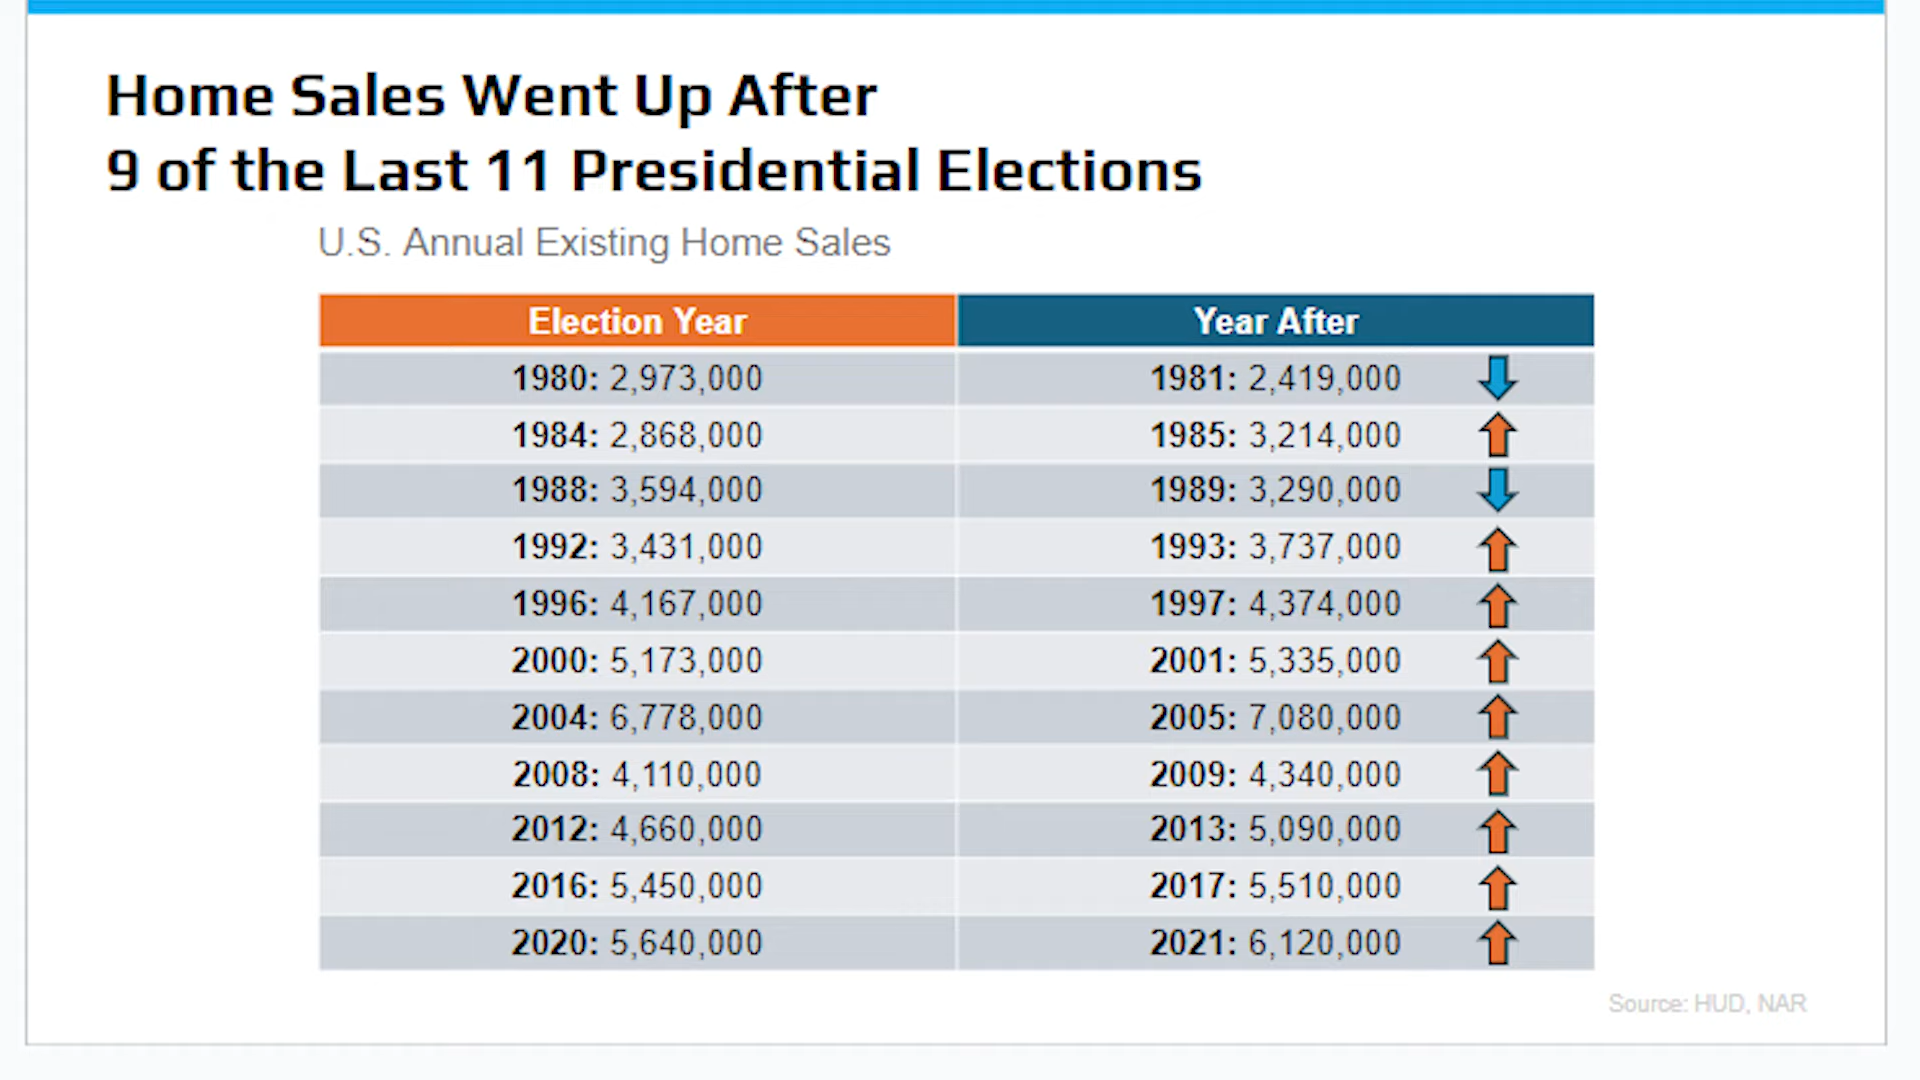 Home Sales Went Up After
9 of the Last 11 Presidential Elections
U.S. Annual Existing Home Sales
Election Year Year After
1980: 2,973,000 1981: 2,419,000
1984: 2,868,000 1985: 3,214,000
1988: 3,594,000 1989: 3,290,000
1992: 3,431,000 1993: 3,737,000
1996: 4,167,000 1997: 4,374,000
2000: 5,173,000 2001: 5,335,000
2004: 6,778,000 2005: 7,080,000
2008: 4,110,000 2009: 4,340,000
2012: 4,660,000 2013: 5,090,000
2016: 5,450,000 2017: 5,510,000
2020: 5,640,000 2021: 6,120,000
Source: HUD, NAR